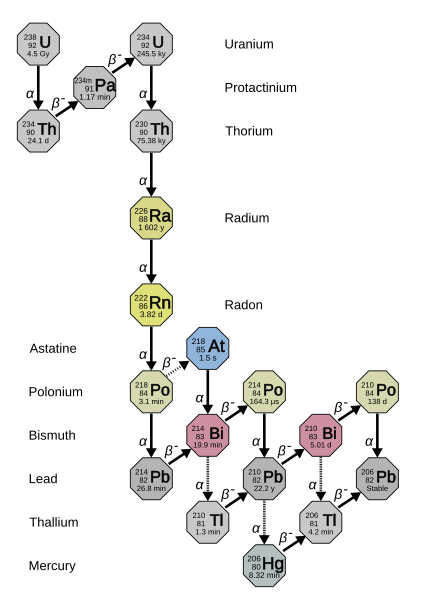 238
92 U
4.5 Gy
234
92 U
245.5 ky
Uranium
β⁻
234m
91 Pa
1.17 min
Protactinium
α
β⁻
α
234
90 Th
24.1 d
230
90 Th
75.38 ky
Thorium
α
226
88 Ra
1 602 y
Radium
α
222
86 Rn
3.82 d
Radon
Astatine
α
β⁻
218
85 At
1.5 s
Polonium
218
84 Po
3.1 min
α
214
84 Po
164.3 µs
210
84 Po
138 d
Bismuth
α
β⁻
214
83 Bi
19.9 min
β⁻
α
β⁻
210
83 Bi
5.01 d
β⁻
α
Lead
214
82 Pb
26.8 min
α
210
82 Pb
22.2 y
α
206
82 Pb
Stable
Thallium
210
81 Tl
1.3 min
β⁻
α
206
81 Tl
4.2 min
β⁻
Mercury
206
80 Hg
8.32 min
β⁻